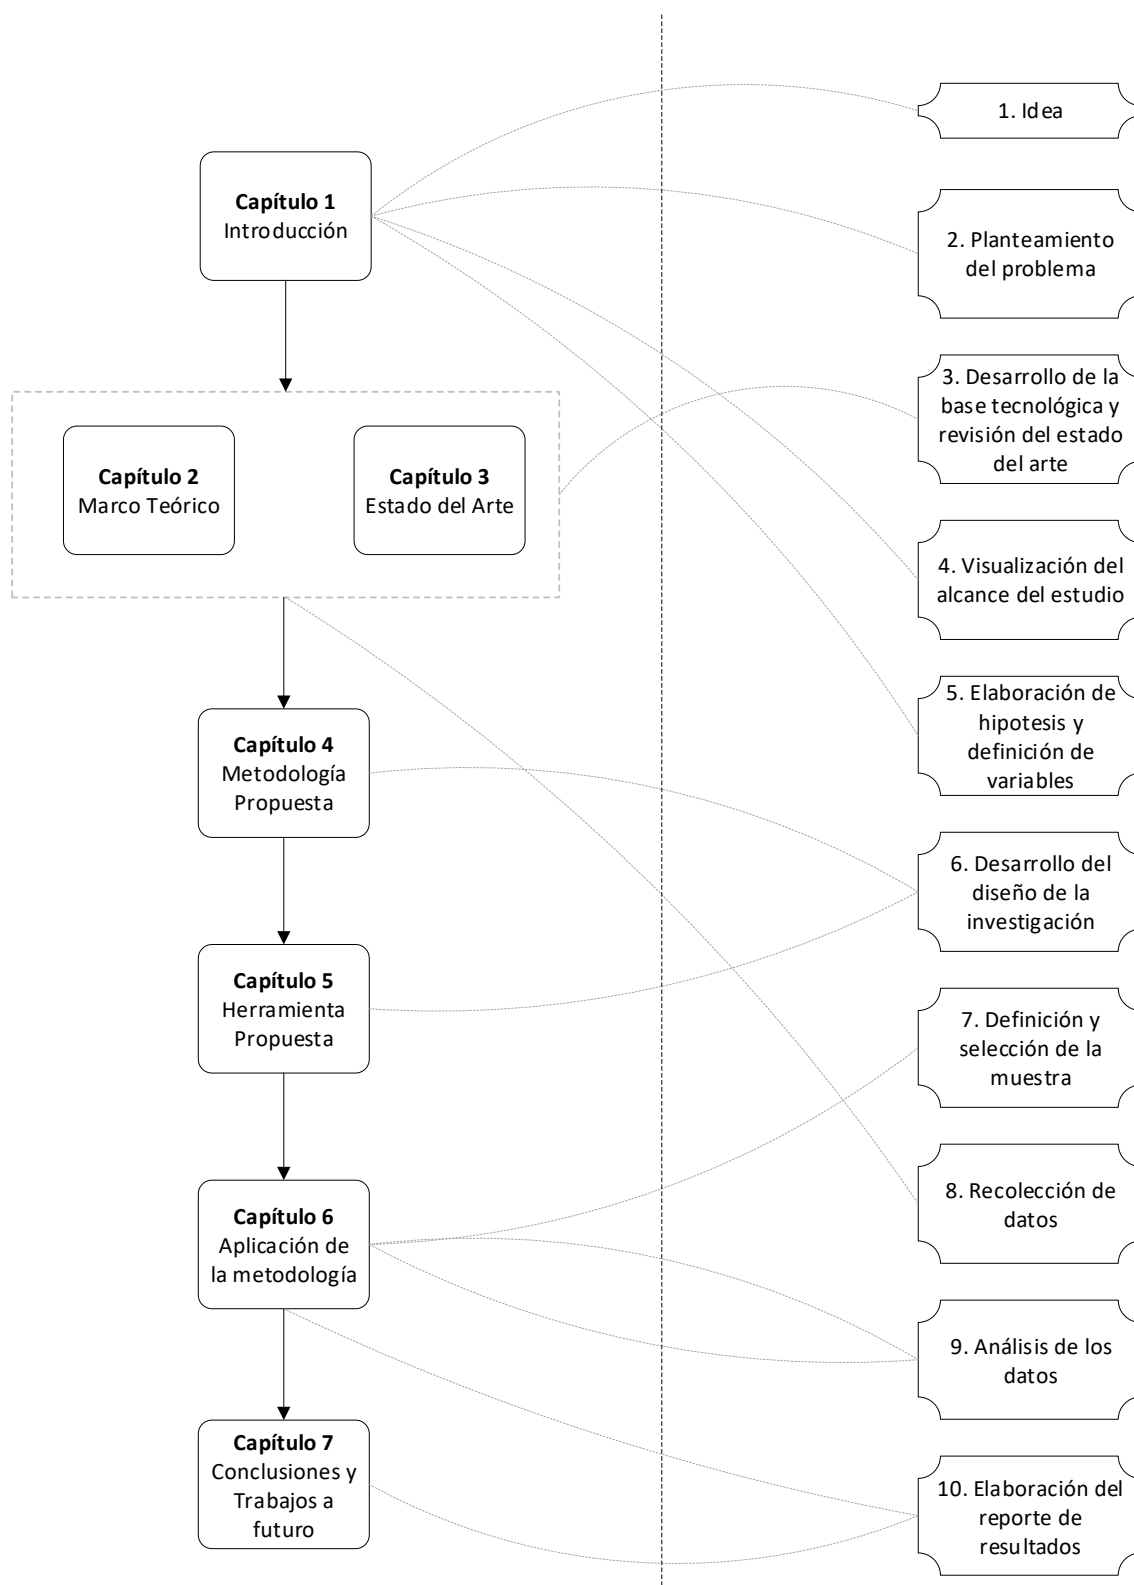 Capítulo 1
Introducción
Capítulo 2
Marco Teórico
Capítulo 3
Estado del Arte
Capítulo 4
Metodología
Propuesta
Capítulo 5
Herramienta
Propuesta
Capítulo 6
Aplicación de
la metodología
Capítulo 7
Conclusiones y
Trabajos a
futuro
1. Idea
2. Planteamiento
del problema
3. Desarrollo de la
base tecnológica y
revisión del estado
del arte
4. Visualización del
alcance del estudio
5. Elaboración de
hipotesis y
definición de
variables
6. Desarrollo del
diseño de la
investigación
7. Definición y
selección de la
muestra
8. Recolección de
datos
9. Análisis de los
datos
10. Elaboración del
reporte de
resultados